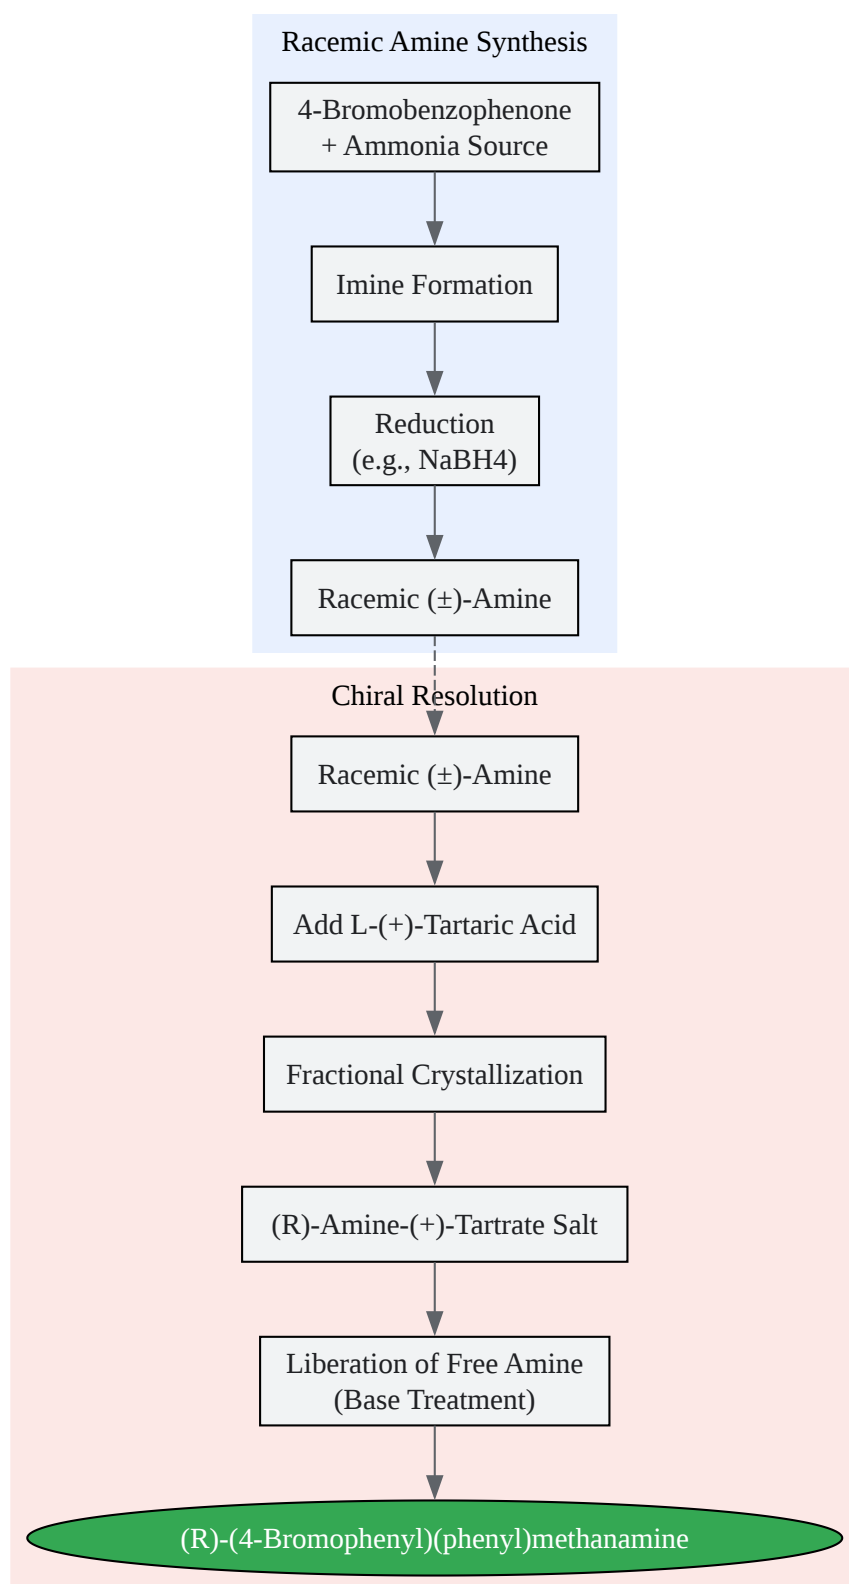 Racemic Amine Synthesis
4-Bromobenzophenone
+ Ammonia Source
Imine Formation
Reduction
(e.g., NaBH4)
Racemic (±)-Amine
Chiral Resolution
Racemic (±)-Amine
Add L-(+)-Tartaric Acid
Fractional Crystallization
(R)-Amine-(+)-Tartrate Salt
Liberation of Free Amine
(Base Treatment)
(R)-(4-Bromophenyl)(phenyl)methanamine